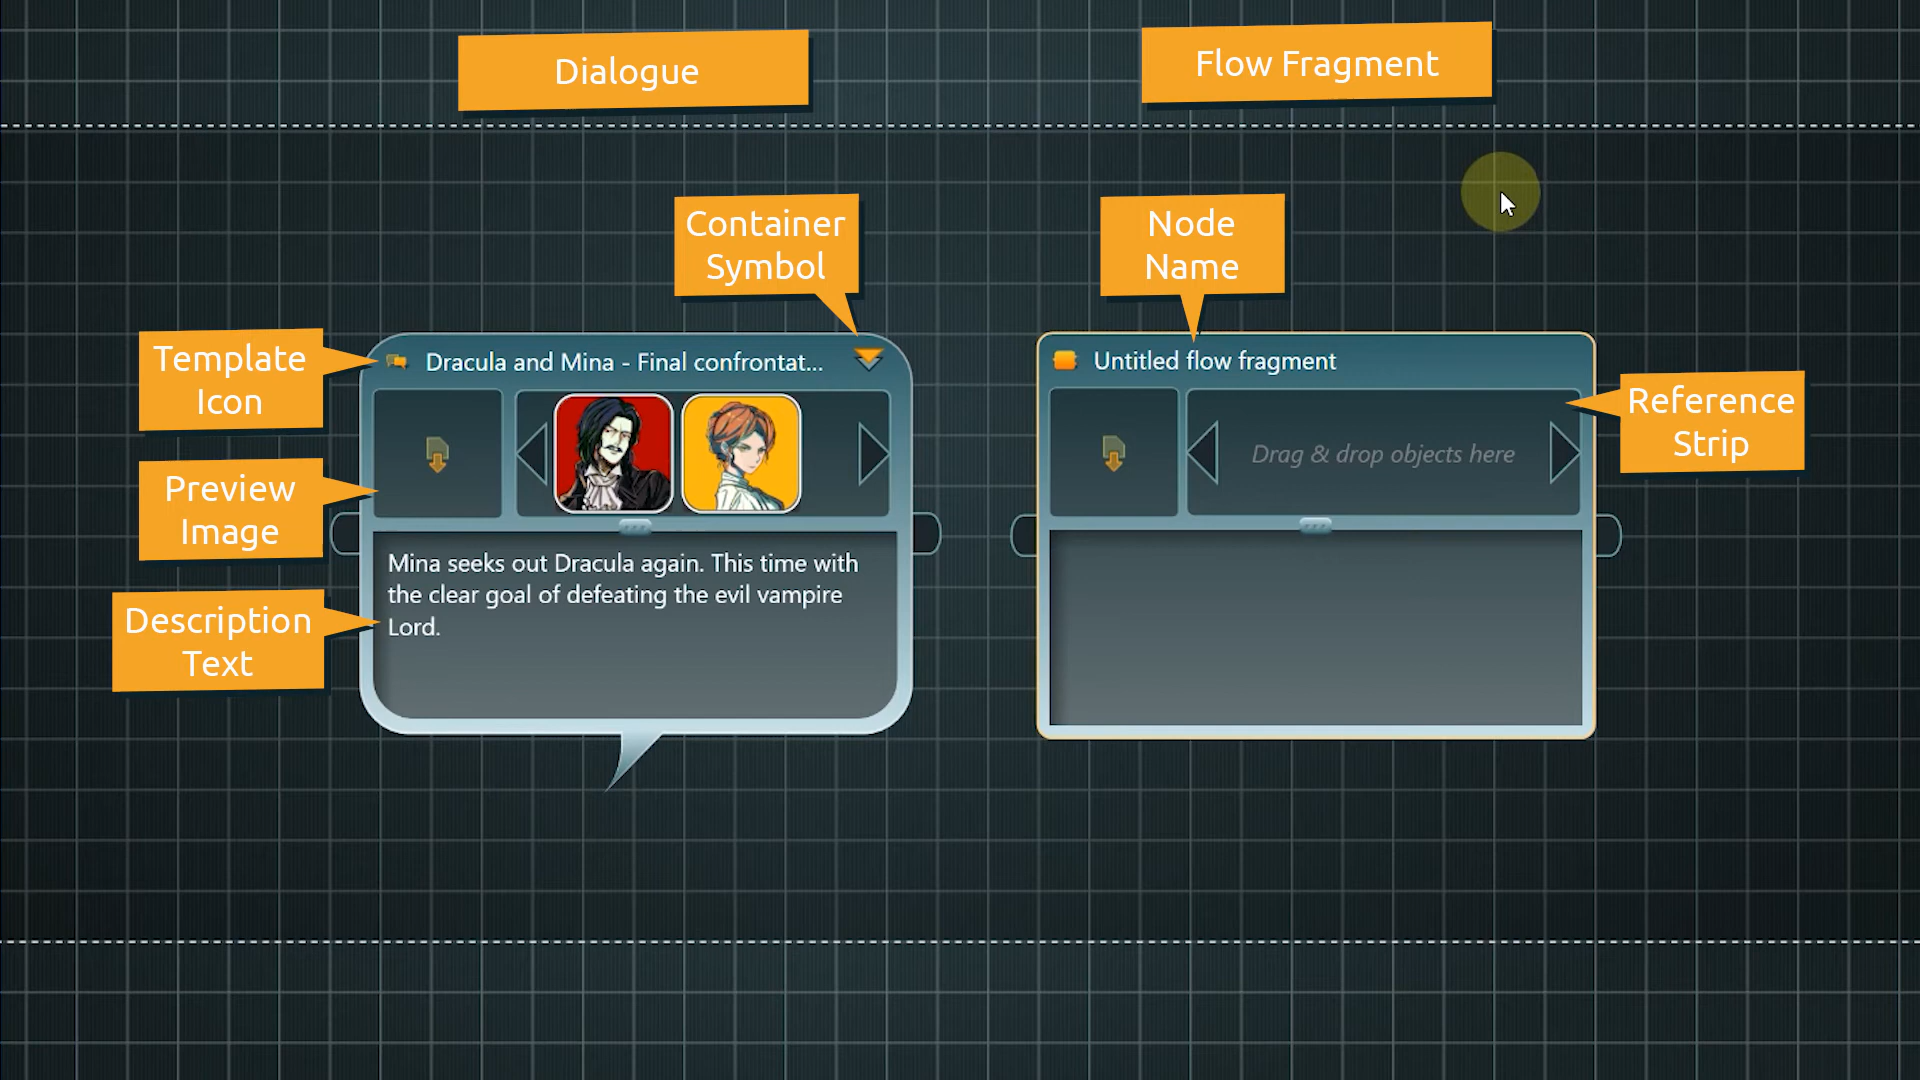 Dialogue
Flow Fragment
Container
Symbol
Node
Name
Template
Icon
Dracula and Mina - Final confrontat...
Untitled flow fragment
Reference
Strip
Drag & drop objects here
Preview
Image
Mina seeks out Dracula again. This time with
the clear goal of defeating the evil vampire
Lord.
Description
Text